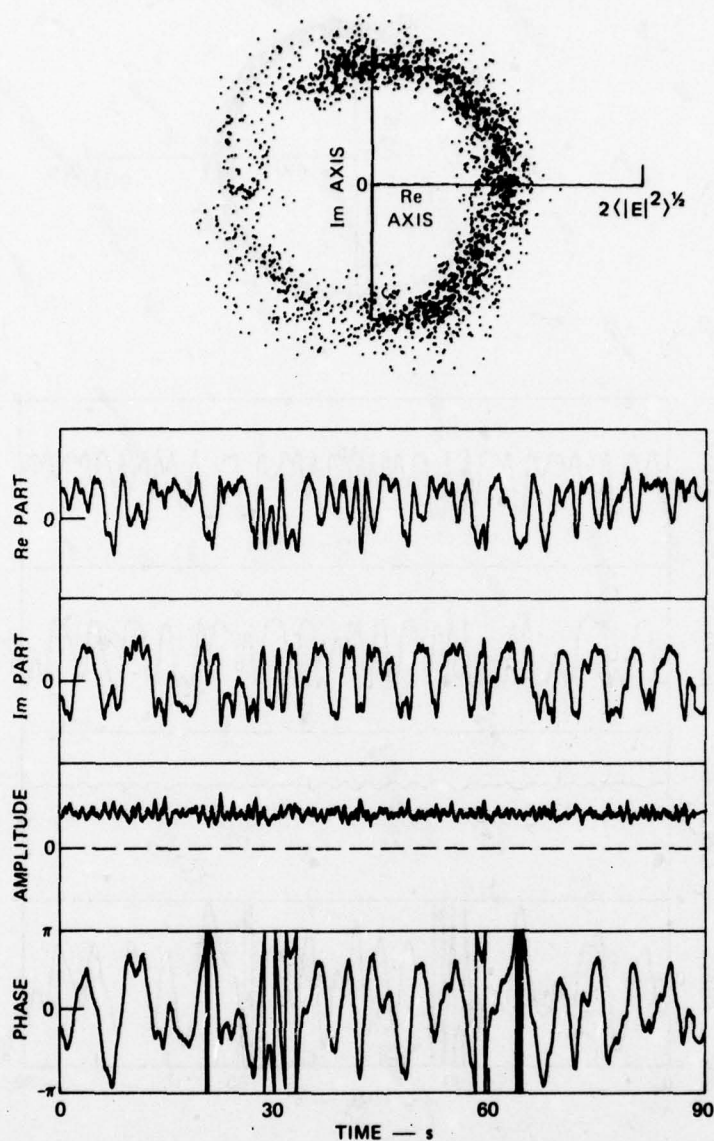 Im AXIS
0
Re
AXIS
2⟨|E|²⟩½
Re PART
0
Im PART
0
AMPLITUDE
0
PHASE
π
0
-π
0
30
60
90
TIME — s